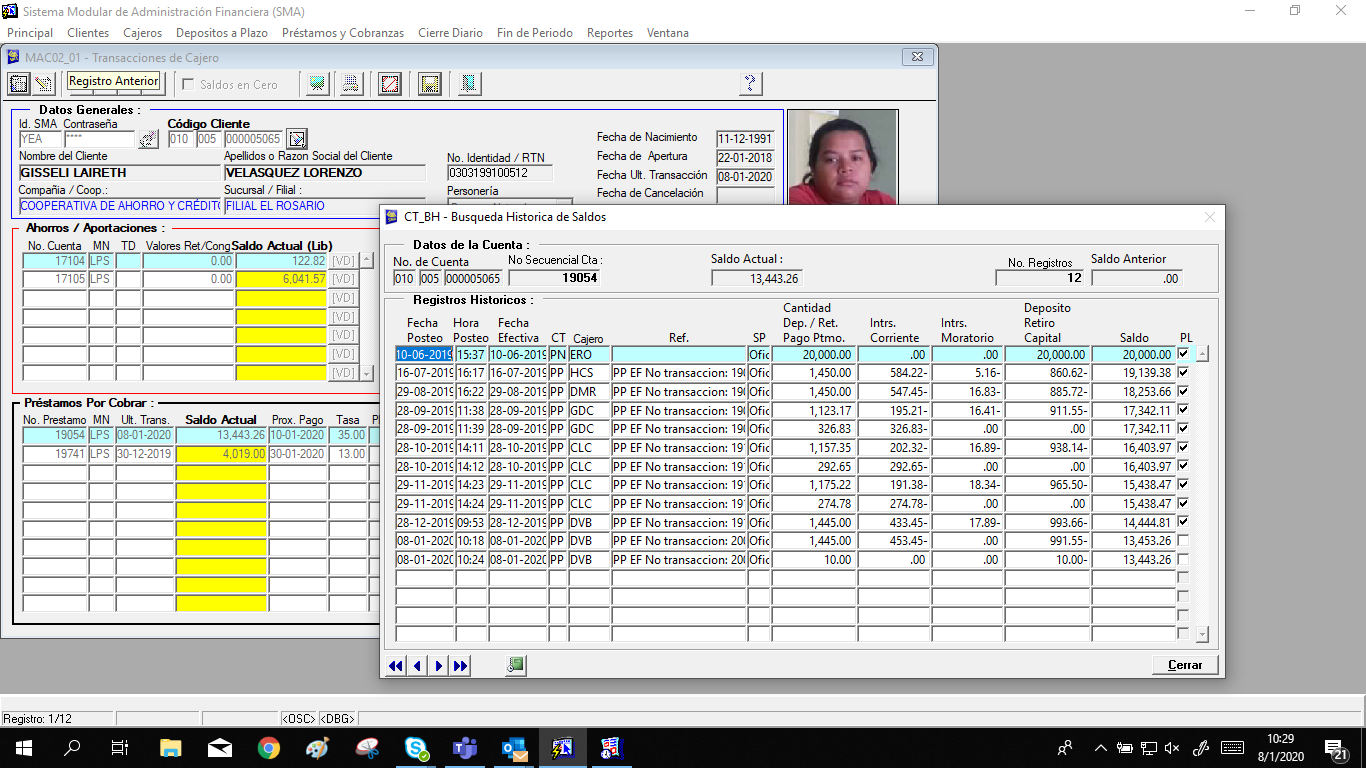 Sistema Modular de Administración Financiera (SMA)
Principal Clientes Cajeros Depositos a Plazo Préstamos y Cobranzas Cierre Diario Fin de Periodo Reportes Ventana
MAC02_01 - Transacciones de Cajero
Registro Anterior
Saldos en Cero
Datos Generales :
Id. SMA Contraseña Código Cliente
YEA **** 010 005 000005065
Nombre del Cliente Apellidos o Razon Social del Cliente No. Identidad / RTN
GISSELI LAIRETH VELASQUEZ LORENZO 0303199100512
Compañia / Coop.: Sucursal / Filial : Personería
COOPERATIVA DE AHORRO Y CRÉDIT FILIAL EL ROSARIO
Fecha de Nacimiento 11-12-1991
Fecha de Apertura 22-01-2018
Fecha Ult. Transacción 08-01-2020
Fecha de Cancelación
Ahorros / Aportaciones :
No. Cuenta MN TD Valores Ret/Cong Saldo Actual (Lib)
17104 LPS 0.00 122.82 [VD]
17105 LPS 0.00 6,041.57 [VD]
[VD]
[VD]
[VD]
[VD]
[VD]
Préstamos Por Cobrar :
No. Prestamo MN Ult. Trans. Saldo Actual Prox. Pago Tasa
19054 LPS 08-01-2020 13,443.26 10-01-2020 35.00
19741 LPS 30-12-2019 4,019.00 30-01-2020 13.00
CT_BH - Busqueda Historica de Saldos
Datos de la Cuenta :
No. de Cuenta No Secuencial Cta : Saldo Actual : No. Registros Saldo Anterior
010 005 000005065 19054 13,443.26 12 .00
Registros Historicos :
Fecha Posteo Hora Posteo Fecha Efectiva CT Cajero Ref. SP Cantidad Dep. / Ret. Pago Ptmo. Intrs. Corriente Intrs. Moratorio Deposito Retiro Capital Saldo PL
10-06-2019 15:37 10-06-2019 PN ERO Ofic 20,000.00 .00 .00 20,000.00 20,000.00
16-07-2019 16:17 16-07-2019 PP HCS PP EF No transaccion: 190 Ofic 1,450.00 584.22- 5.16- 860.62- 19,139.38
29-08-2019 16:22 29-08-2019 PP DMR PP EF No transaccion: 190 Ofic 1,450.00 547.45- 16.83- 885.72- 18,253.66
28-09-2019 11:38 28-09-2019 PP GDC PP EF No transaccion: 19 Ofic 1,123.17 195.21- 16.41- 911.55- 17,342.11
28-09-2019 11:39 28-09-2019 PP GDC PP EF No transaccion: 19 Ofic 326.83 326.83- .00 .00 17,342.11
28-10-2019 14:11 28-10-2019 PP CLC PP EF No transaccion: 19 Ofic 1,157.35 202.32- 16.89- 938.14- 16,403.97
28-10-2019 14:12 28-10-2019 PP CLC PP EF No transaccion: 19 Ofic 292.65 292.65- .00 .00 16,403.97
29-11-2019 14:23 29-11-2019 PP CLC PP EF No transaccion: 19 Ofic 1,175.22 191.38- 18.34- 965.50- 15,438.47
29-11-2019 14:24 29-11-2019 PP CLC PP EF No transaccion: 19 Ofic 274.78 274.78- .00 .00 15,438.47
28-12-2019 09:53 28-12-2019 PP DVB PP EF No transaccion: 19 Ofic 1,445.00 433.45- 17.89- 993.66- 14,444.81
08-01-2020 10:18 08-01-2020 PP DVB PP EF No transaccion: 200 Ofic 1,445.00 453.45- .00 991.55- 13,453.26
08-01-2020 10:24 08-01-2020 PP DVB PP EF No transaccion: 200 Ofic 10.00 .00 .00 10.00- 13,443.26
Cerrar
Registro: 1/12 <OSC> <DBG>
10:29
8/1/2020
21